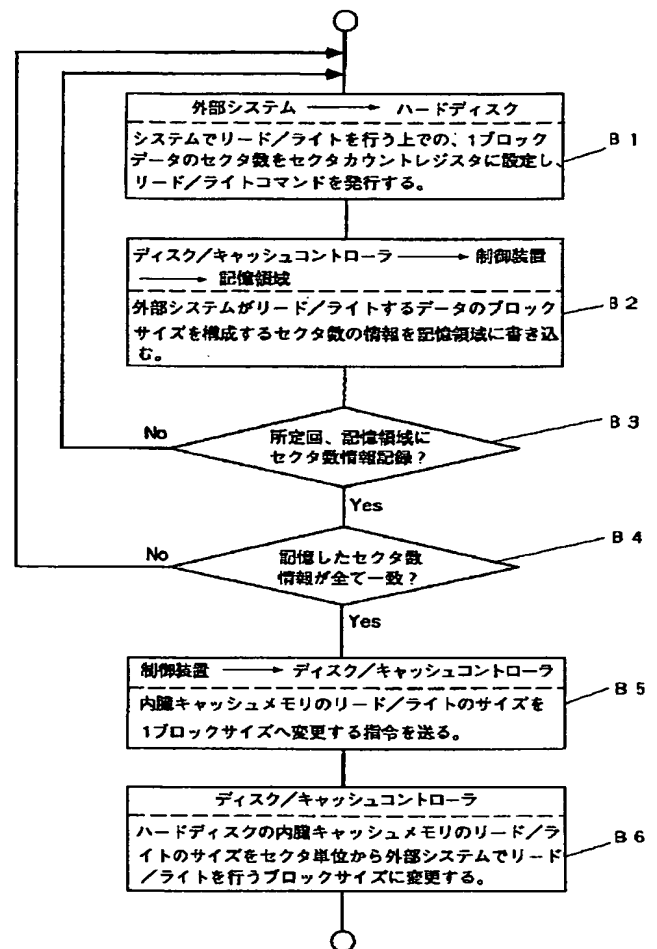 外部システム ――→ ハードディスク
システムでリード／ライトを行う上での、1ブロック
データのセクタ数をセクタカウントレジスタに設定し
リード／ライトコマンドを発行する。
B1
ディスク／キャッシュコントローラ ――→ 制御装置
――→ 記憶領域
外部システムがリード／ライトするデータのブロック
サイズを構成するセクタ数の情報を記憶領域に書き込
む。
B2
所定回、記憶領域に
セクタ数情報記録？
B3
No
Yes
記憶したセクタ数
情報が全て一致？
B4
No
Yes
制御装置 ――→ ディスク／キャッシュコントローラ
内臓キャッシュメモリのリード／ライトのサイズを
1ブロックサイズへ変更する指令を送る。
B5
ディスク／キャッシュコントローラ
ハードディスクの内臓キャッシュメモリのリード／ラ
イトのサイズをセクタ単位から外部システムでリード
／ライトを行うブロックサイズに変更する。
B6